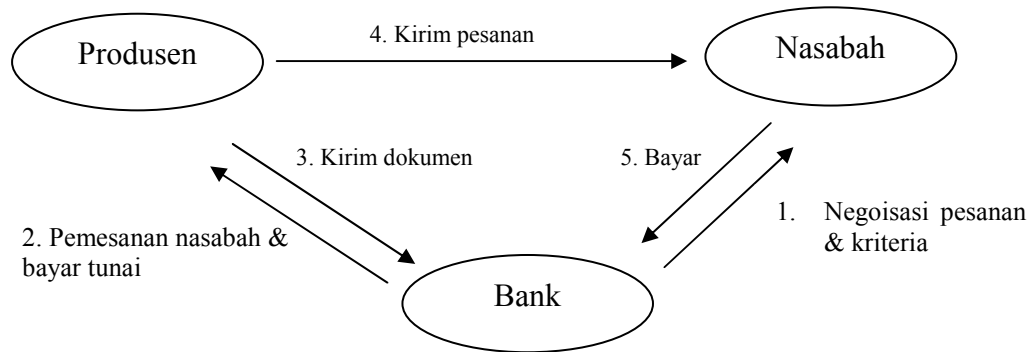 4. Kirim pesanan
Produsen
Nasabah
3. Kirim dokumen
5. Bayar
1. Negoisasi pesanan
& kriteria
2. Pemesanan nasabah &
bayar tunai
Bank